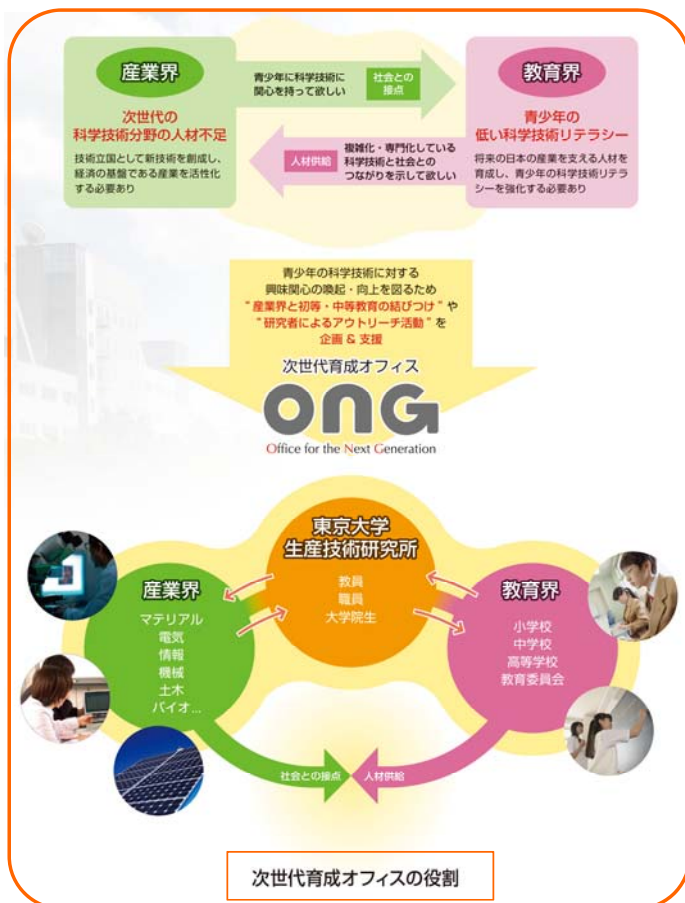 産業界
次世代の
科学技術分野の人材不足
技術立国として新技術を創成し、
経済の基盤である産業を活性化
する必要あり
青少年に科学技術に
関心を持って欲しい
社会との
接点
人材供給
複雑化・専門化している
科学技術と社会との
つながりを示して欲しい
教育界
青少年の
低い科学技術リテラシー
将来の日本の産業を支える人材を
育成し、青少年の科学技術リテラ
シーを強化する必要あり
青少年の科学技術に対する
興味関心の喚起・向上を図るため
“産業界と初等・中等教育の結びつけ”や
“研究者によるアウトリーチ活動”を
企画 & 支援
次世代育成オフィス
ONG
Office for the Next Generation
東京大学
生産技術研究所
教員
職員
大学院生
産業界
マテリアル
電気
情報
機械
土木
バイオ...
教育界
小学校
中学校
高等学校
教育委員会
社会との接点
人材供給
次世代育成オフィスの役割